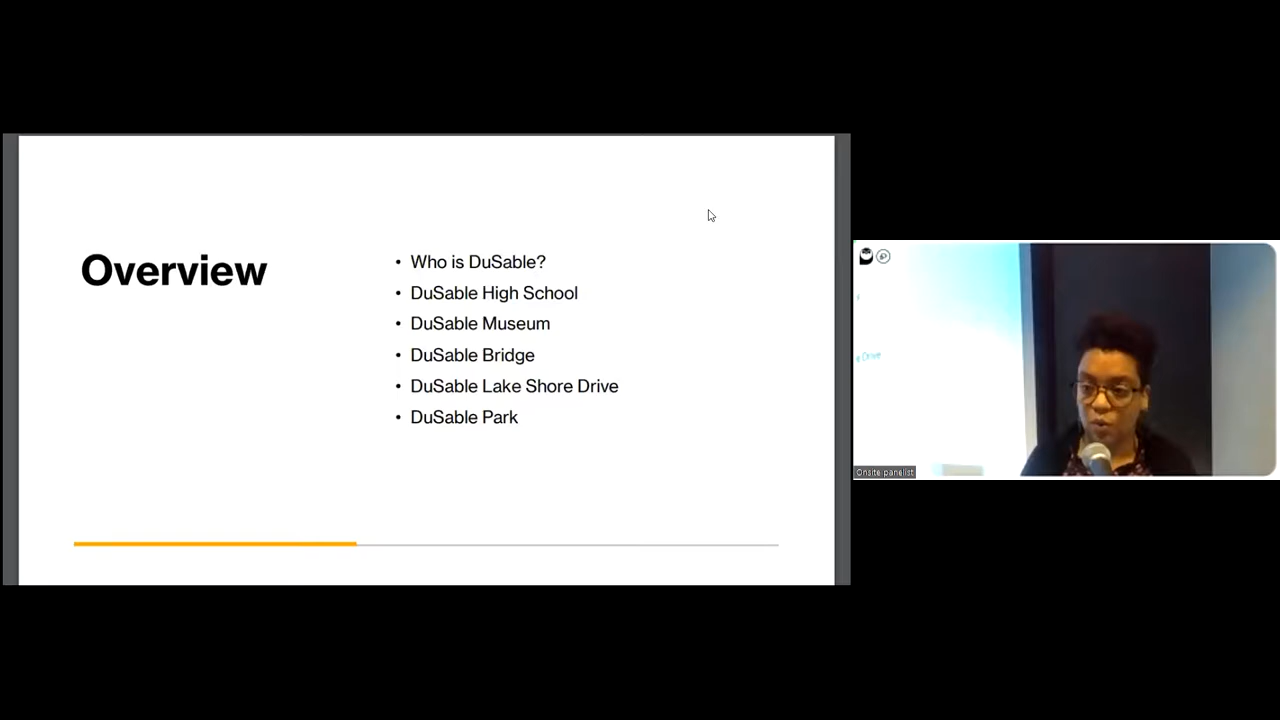 Overview
• Who is DuSable?
• DuSable High School
• DuSable Museum
• DuSable Bridge
• DuSable Lake Shore Drive
• DuSable Park
e Drive
Onsite panelist